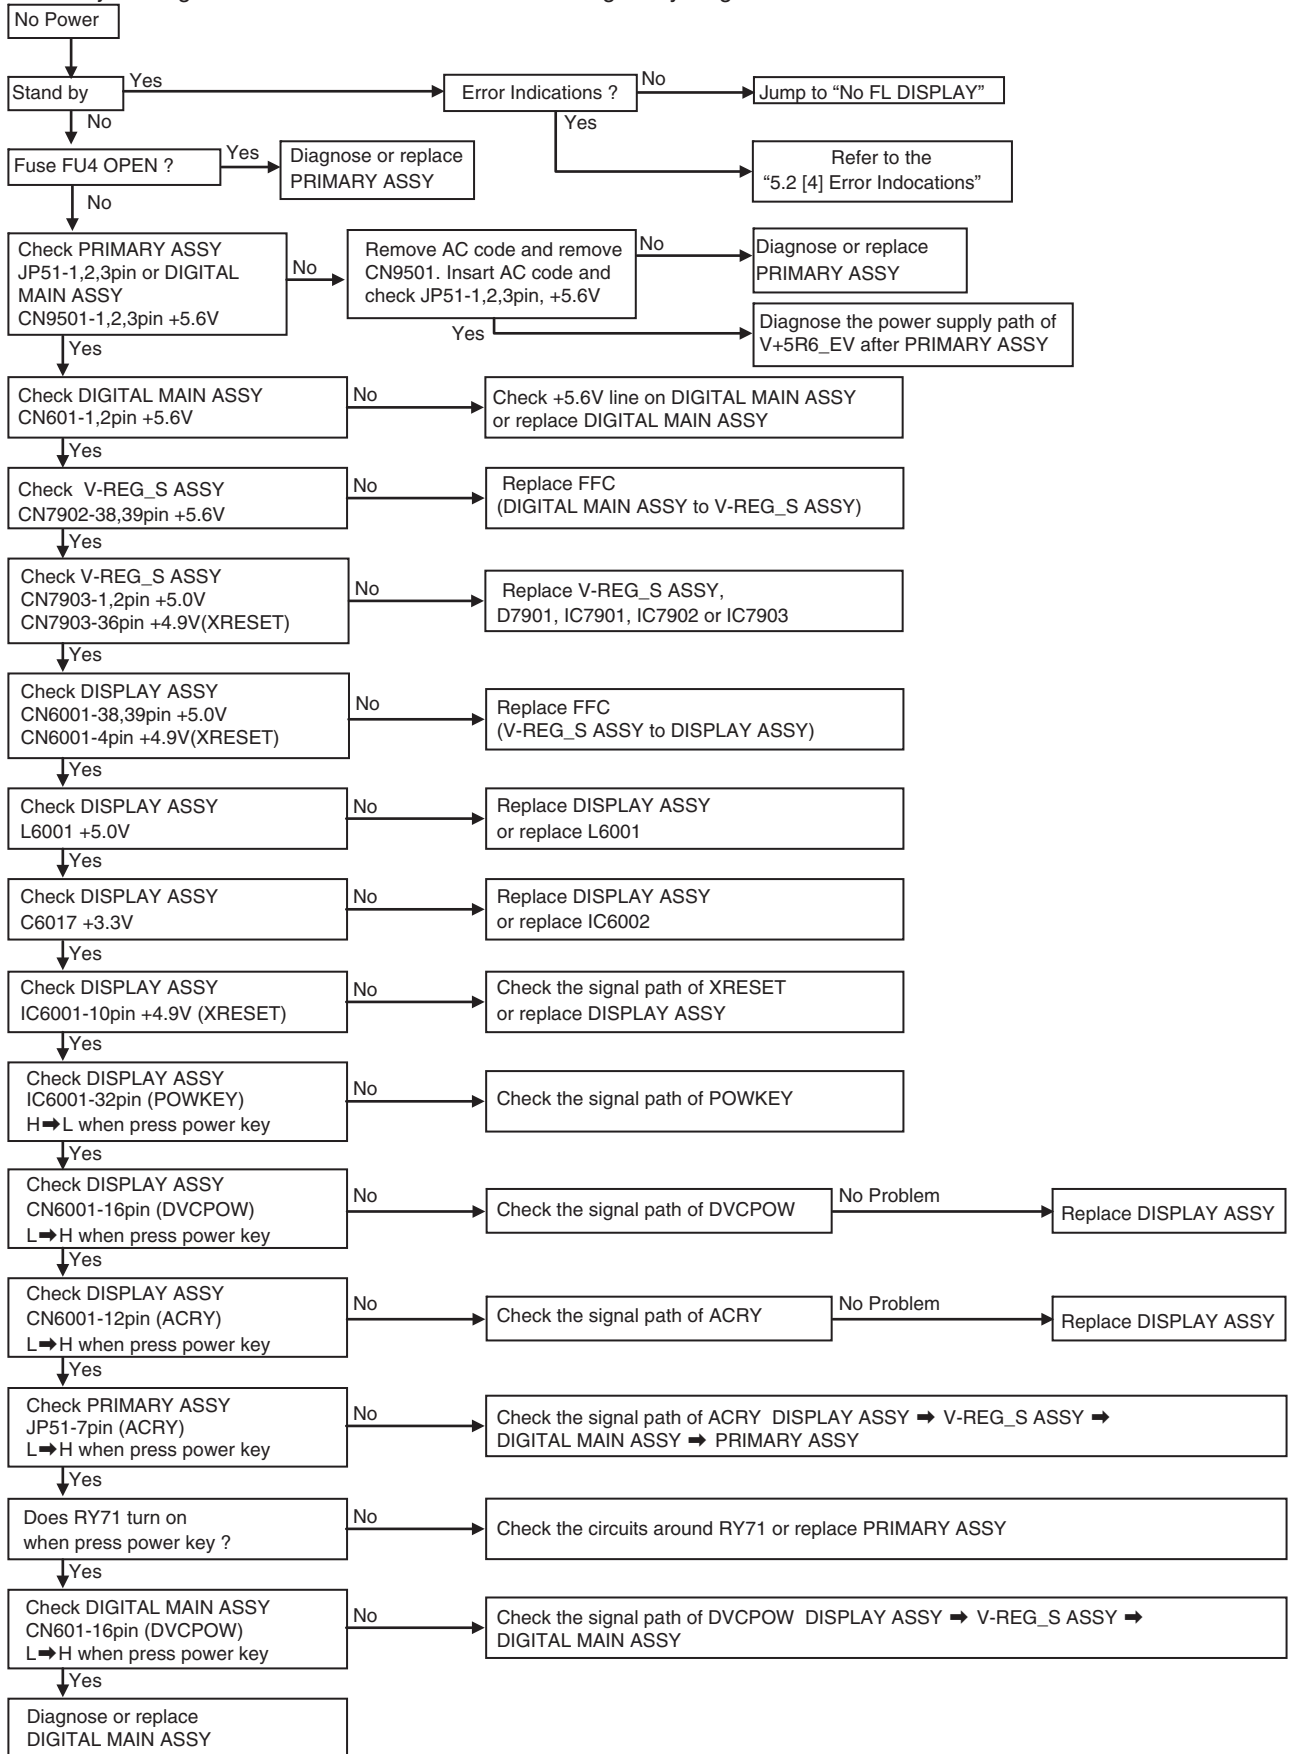 No Power
Stand by
Yes
Error Indications ?
No
Jump to “No FL DISPLAY”
No
Yes
Fuse FU4 OPEN ?
Yes
Diagnose or replace
PRIMARY ASSY
Refer to the
“5.2 [4] Error Indocations”
No
Check PRIMARY ASSY
JP51-1,2,3pin or DIGITAL
MAIN ASSY
CN9501-1,2,3pin +5.6V
No
Remove AC code and remove
CN9501. Insart AC code and
check JP51-1,2,3pin, +5.6V
No
Diagnose or replace
PRIMARY ASSY
Yes
Diagnose the power supply path of
V+5R6_EV after PRIMARY ASSY
Yes
Check DIGITAL MAIN ASSY
CN601-1,2pin +5.6V
No
Check +5.6V line on DIGITAL MAIN ASSY
or replace DIGITAL MAIN ASSY
Yes
Check V-REG_S ASSY
CN7902-38,39pin +5.6V
No
Replace FFC
(DIGITAL MAIN ASSY to V-REG_S ASSY)
Yes
Check V-REG_S ASSY
CN7903-1,2pin +5.0V
CN7903-36pin +4.9V(XRESET)
No
Replace V-REG_S ASSY,
D7901, IC7901, IC7902 or IC7903
Yes
Check DISPLAY ASSY
CN6001-38,39pin +5.0V
CN6001-4pin +4.9V(XRESET)
No
Replace FFC
(V-REG_S ASSY to DISPLAY ASSY)
Yes
Check DISPLAY ASSY
L6001 +5.0V
No
Replace DISPLAY ASSY
or replace L6001
Yes
Check DISPLAY ASSY
C6017 +3.3V
No
Replace DISPLAY ASSY
or replace IC6002
Yes
Check DISPLAY ASSY
IC6001-10pin +4.9V (XRESET)
No
Check the signal path of XRESET
or replace DISPLAY ASSY
Yes
Check DISPLAY ASSY
IC6001-32pin (POWKEY)
H➡L when press power key
No
Check the signal path of POWKEY
Yes
Check DISPLAY ASSY
CN6001-16pin (DVCPOW)
L➡H when press power key
No
Check the signal path of DVCPOW
No Problem
Replace DISPLAY ASSY
Yes
Check DISPLAY ASSY
CN6001-12pin (ACRY)
L➡H when press power key
No
Check the signal path of ACRY
No Problem
Replace DISPLAY ASSY
Yes
Check PRIMARY ASSY
JP51-7pin (ACRY)
L➡H when press power key
No
Check the signal path of ACRY DISPLAY ASSY ➡ V-REG_S ASSY ➡
DIGITAL MAIN ASSY ➡ PRIMARY ASSY
Yes
Does RY71 turn on
when press power key ?
No
Check the circuits around RY71 or replace PRIMARY ASSY
Yes
Check DIGITAL MAIN ASSY
CN601-16pin (DVCPOW)
L➡H when press power key
No
Check the signal path of DVCPOW DISPLAY ASSY ➡ V-REG_S ASSY ➡
DIGITAL MAIN ASSY
Yes
Diagnose or replace
DIGITAL MAIN ASSY